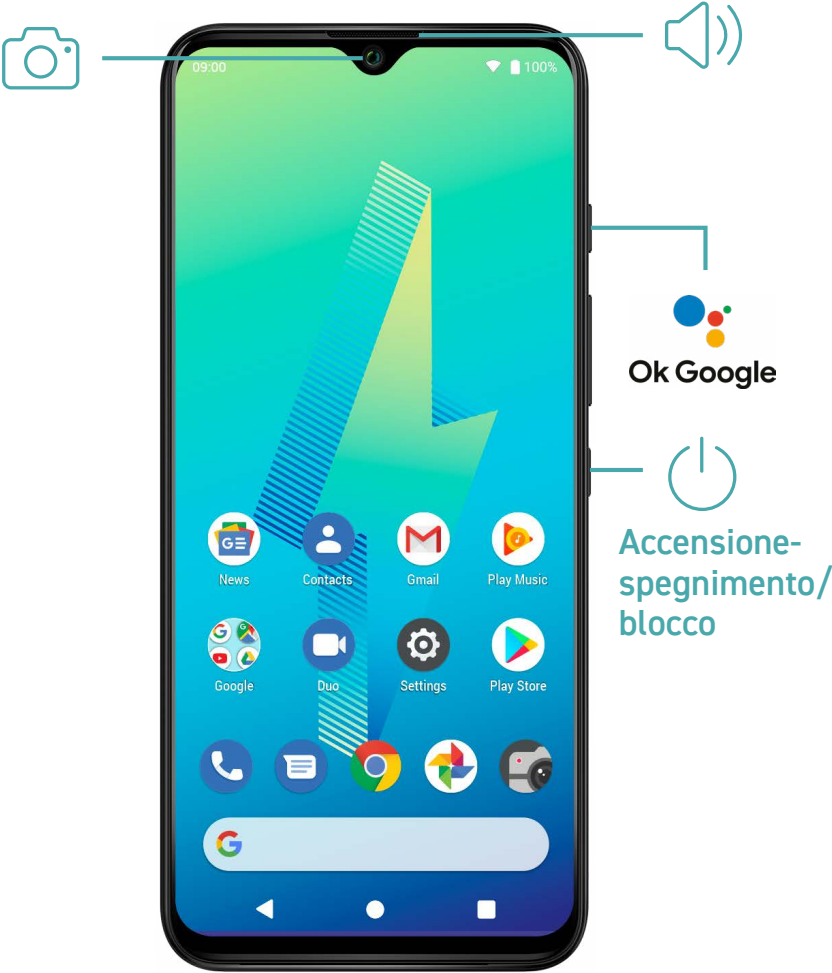 09:00
100%
Ok Google
Accensione-
spegnimento/
blocco
News
Contacts
Gmail
Play Music
Google
Duo
Settings
Play Store